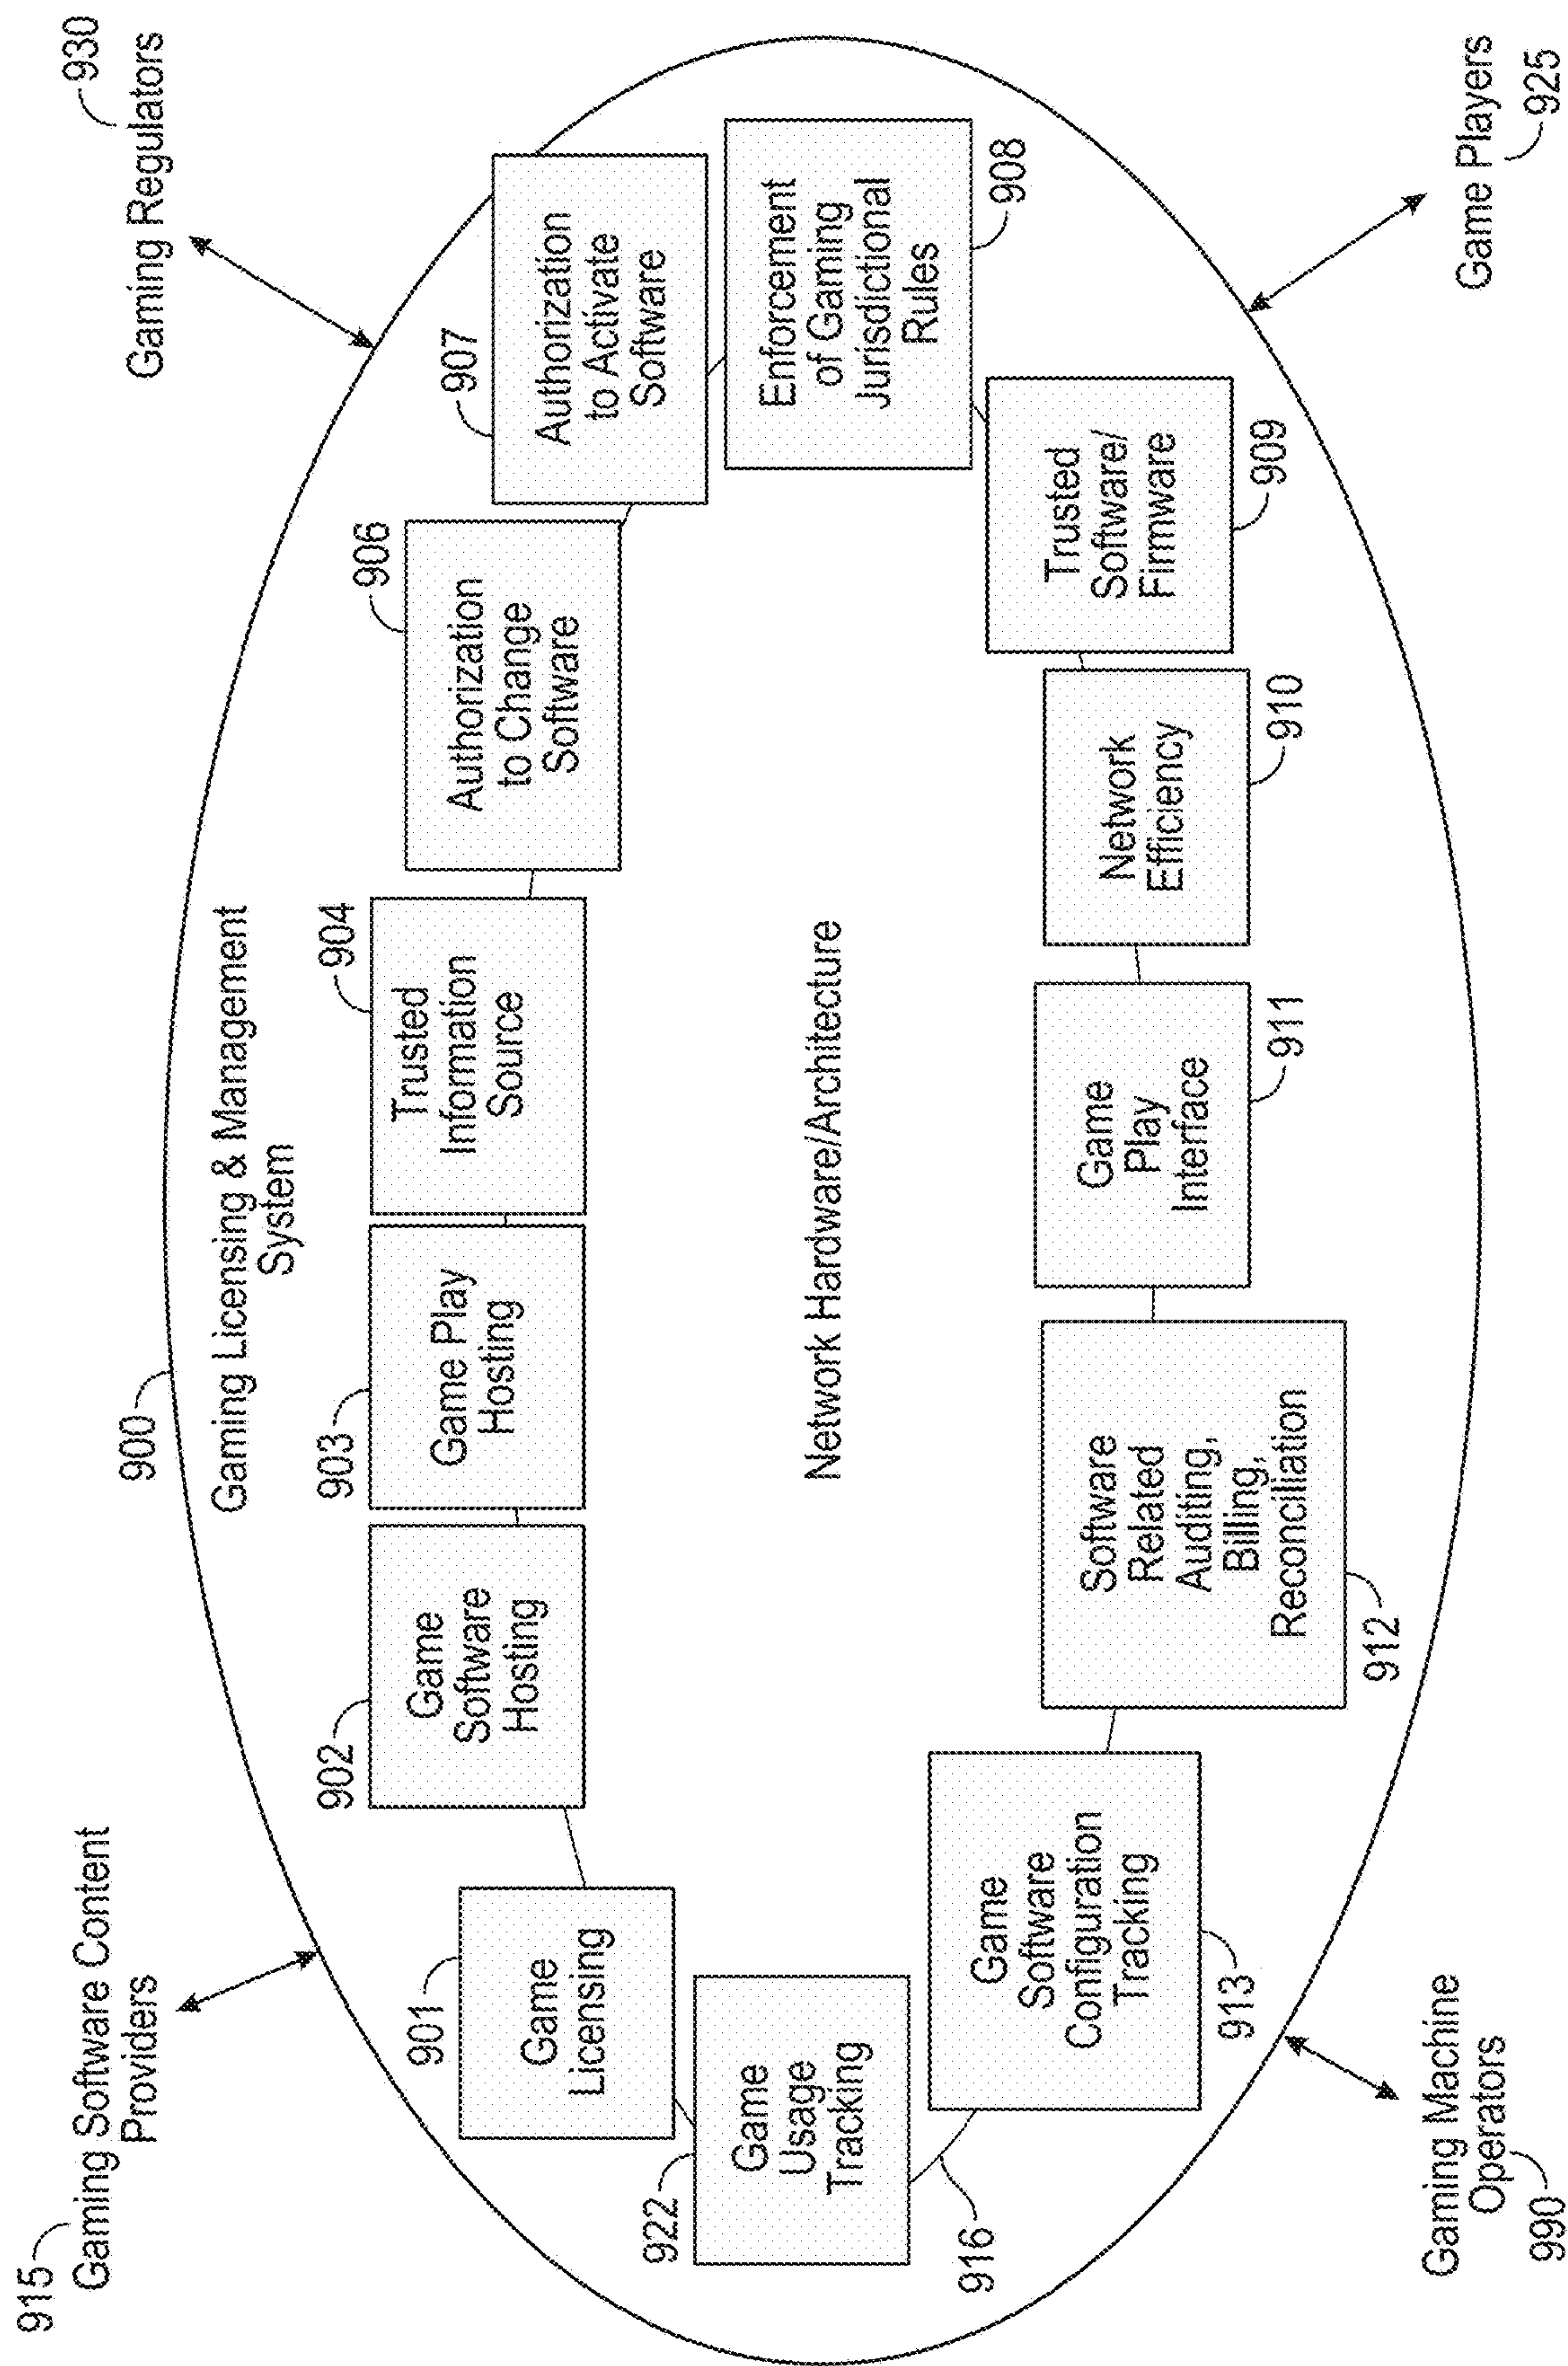 915
Gaming Software Content
Providers
930
Gaming Regulators
900
Gaming Licensing & Management
System
901
Game
Licensing
902
Game
Software
Hosting
903
Game Play
Hosting
904
Trusted
Information
Source
906
Authorization
to Change
Software
907
Authorization
to Activate
Software
Enforcement
of Gaming
Jurisdictional
Rules
908
922
Game
Usage
Tracking
916
Network Hardware/Architecture
Game
Software
Configuration
Tracking
913
Software
Related
Auditing,
Billing,
Reconciliation
912
Game
Play
Interface
911
Network
Efficiency
910
Trusted
Software/
Firmware
909
Gaming Machine
Operators
990
Game Players
925